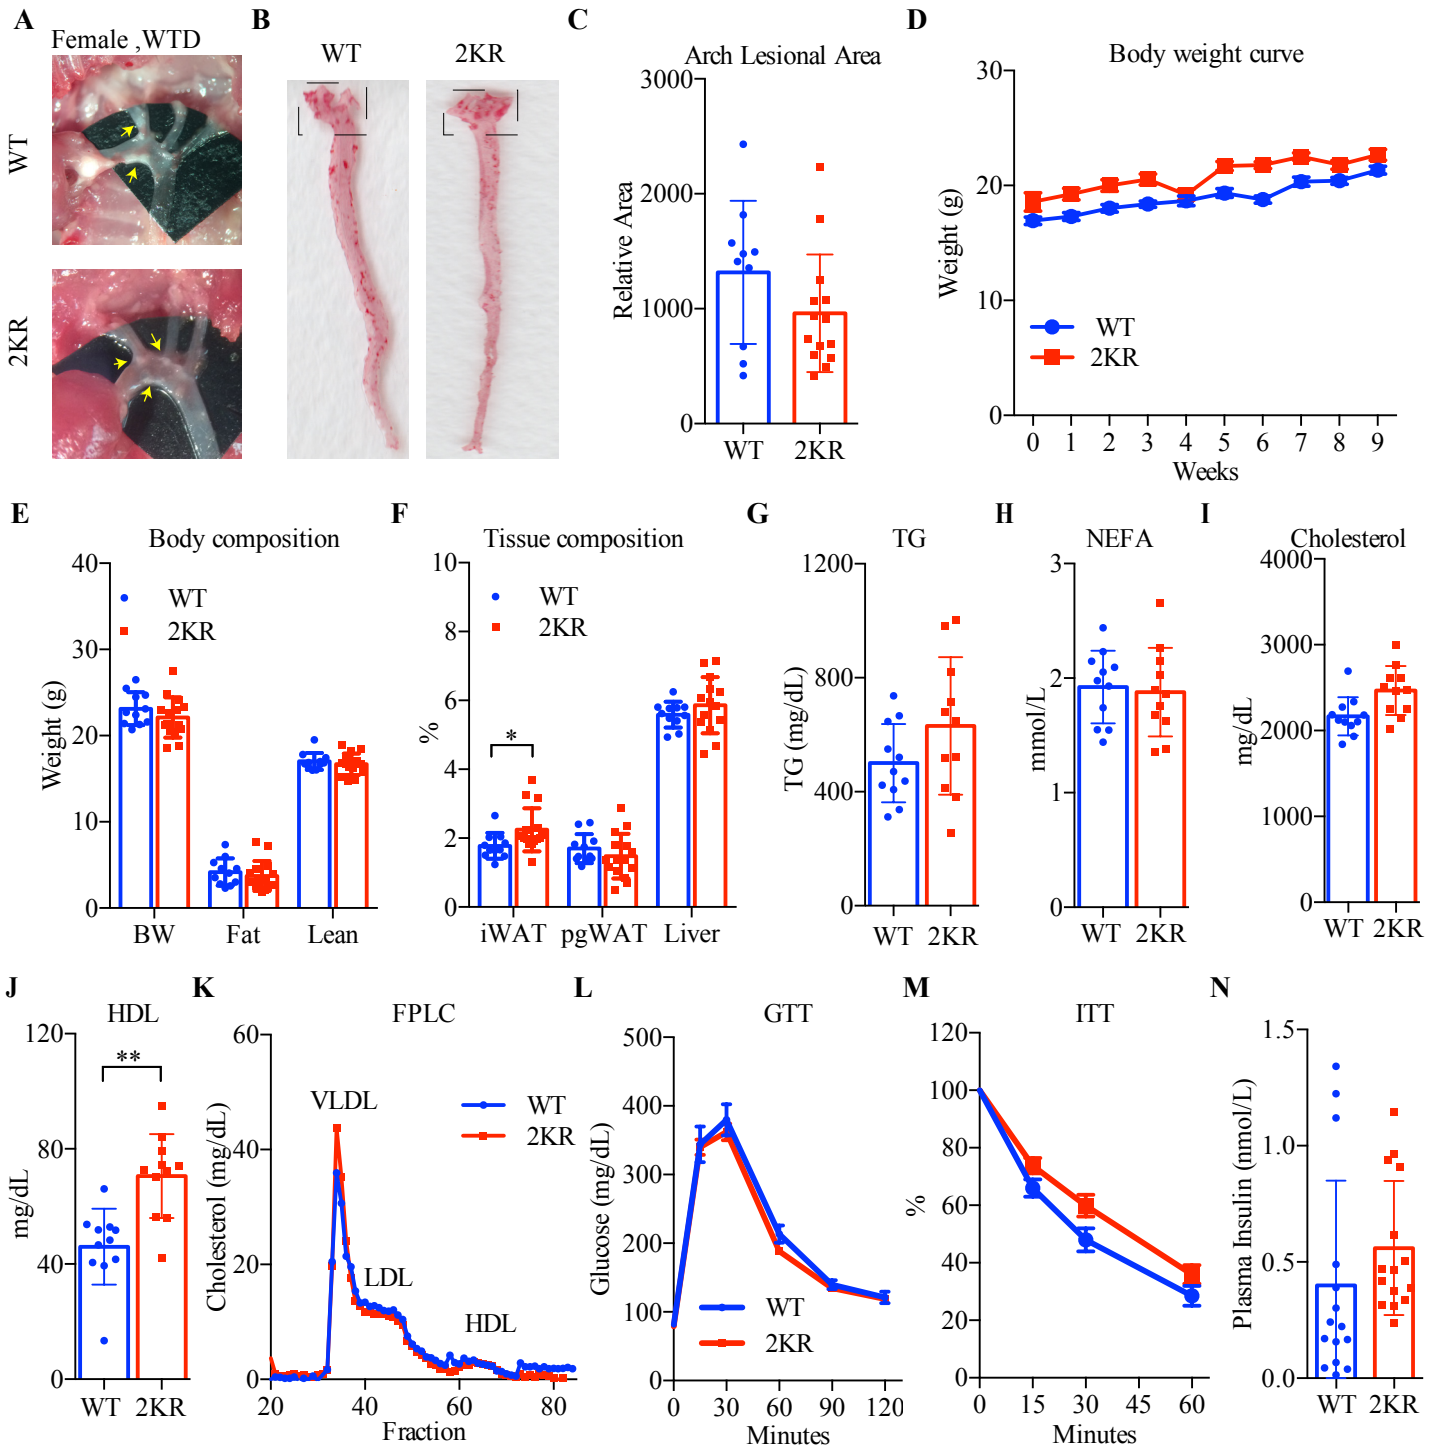 A
Female ,WTD
WT
2KR
B
WT
2KR
C
Arch Lesional Area
Relative Area
3000
2000
1000
0
WT
2KR
D
Body weight curve
Weight (g)
30
20
10
0
WT
2KR
0 1 2 3 4 5 6 7 8 9
Weeks
E
Body composition
Weight (g)
40
30
20
10
0
WT
2KR
BW Fat Lean
F
Tissue composition
%
10
8
6
4
2
0
WT
2KR
*
iWAT pgWAT Liver
G
TG
TG (mg/dL)
1200
800
400
0
WT 2KR
H
NEFA
mmol/L
3
2
1
0
WT 2KR
I
Cholesterol
mg/dL
4000
3000
2000
1000
0
WT 2KR
J
HDL
mg/dL
120
80
40
0
**
WT 2KR
K
FPLC
Cholesterol (mg/dL)
60
40
20
0
VLDL
LDL
HDL
WT
2KR
20 40 60 80
Fraction
L
GTT
Glucose (mg/dL)
500
400
300
200
100
0
WT
2KR
0 30 60 90 120
Minutes
M
ITT
%
120
100
80
60
40
20
0
0 15 30 45 60
Minutes
N
Plasma Insulin (nmol/L)
1.5
1.0
0.5
0.0
WT 2KR